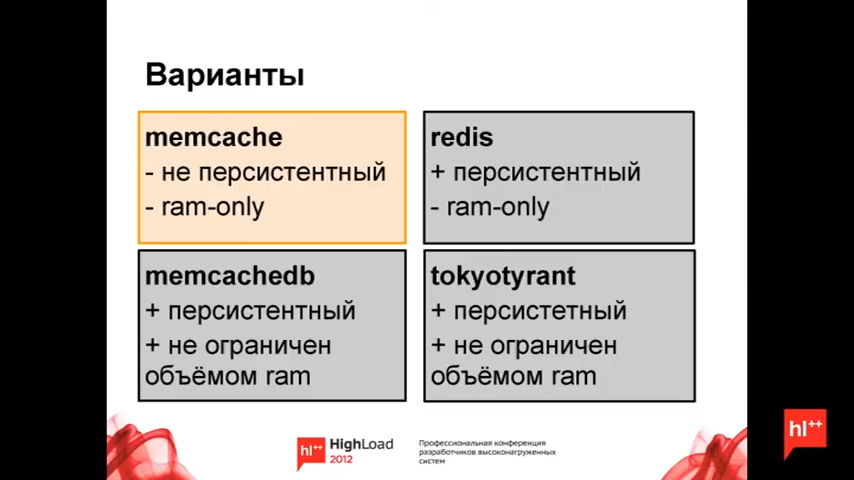 Варианты
memcache
- не персистентный
- ram-only
redis
+ персистентный
- ram-only
memcachedb
+ персистентный
+ не ограничен
объёмом ram
tokyotyrant
+ персистетный
+ не ограничен
объёмом ram
hl++
HighLoad
2012
Профессиональная конференция
разработчиков высоконагруженных
систем
hl++